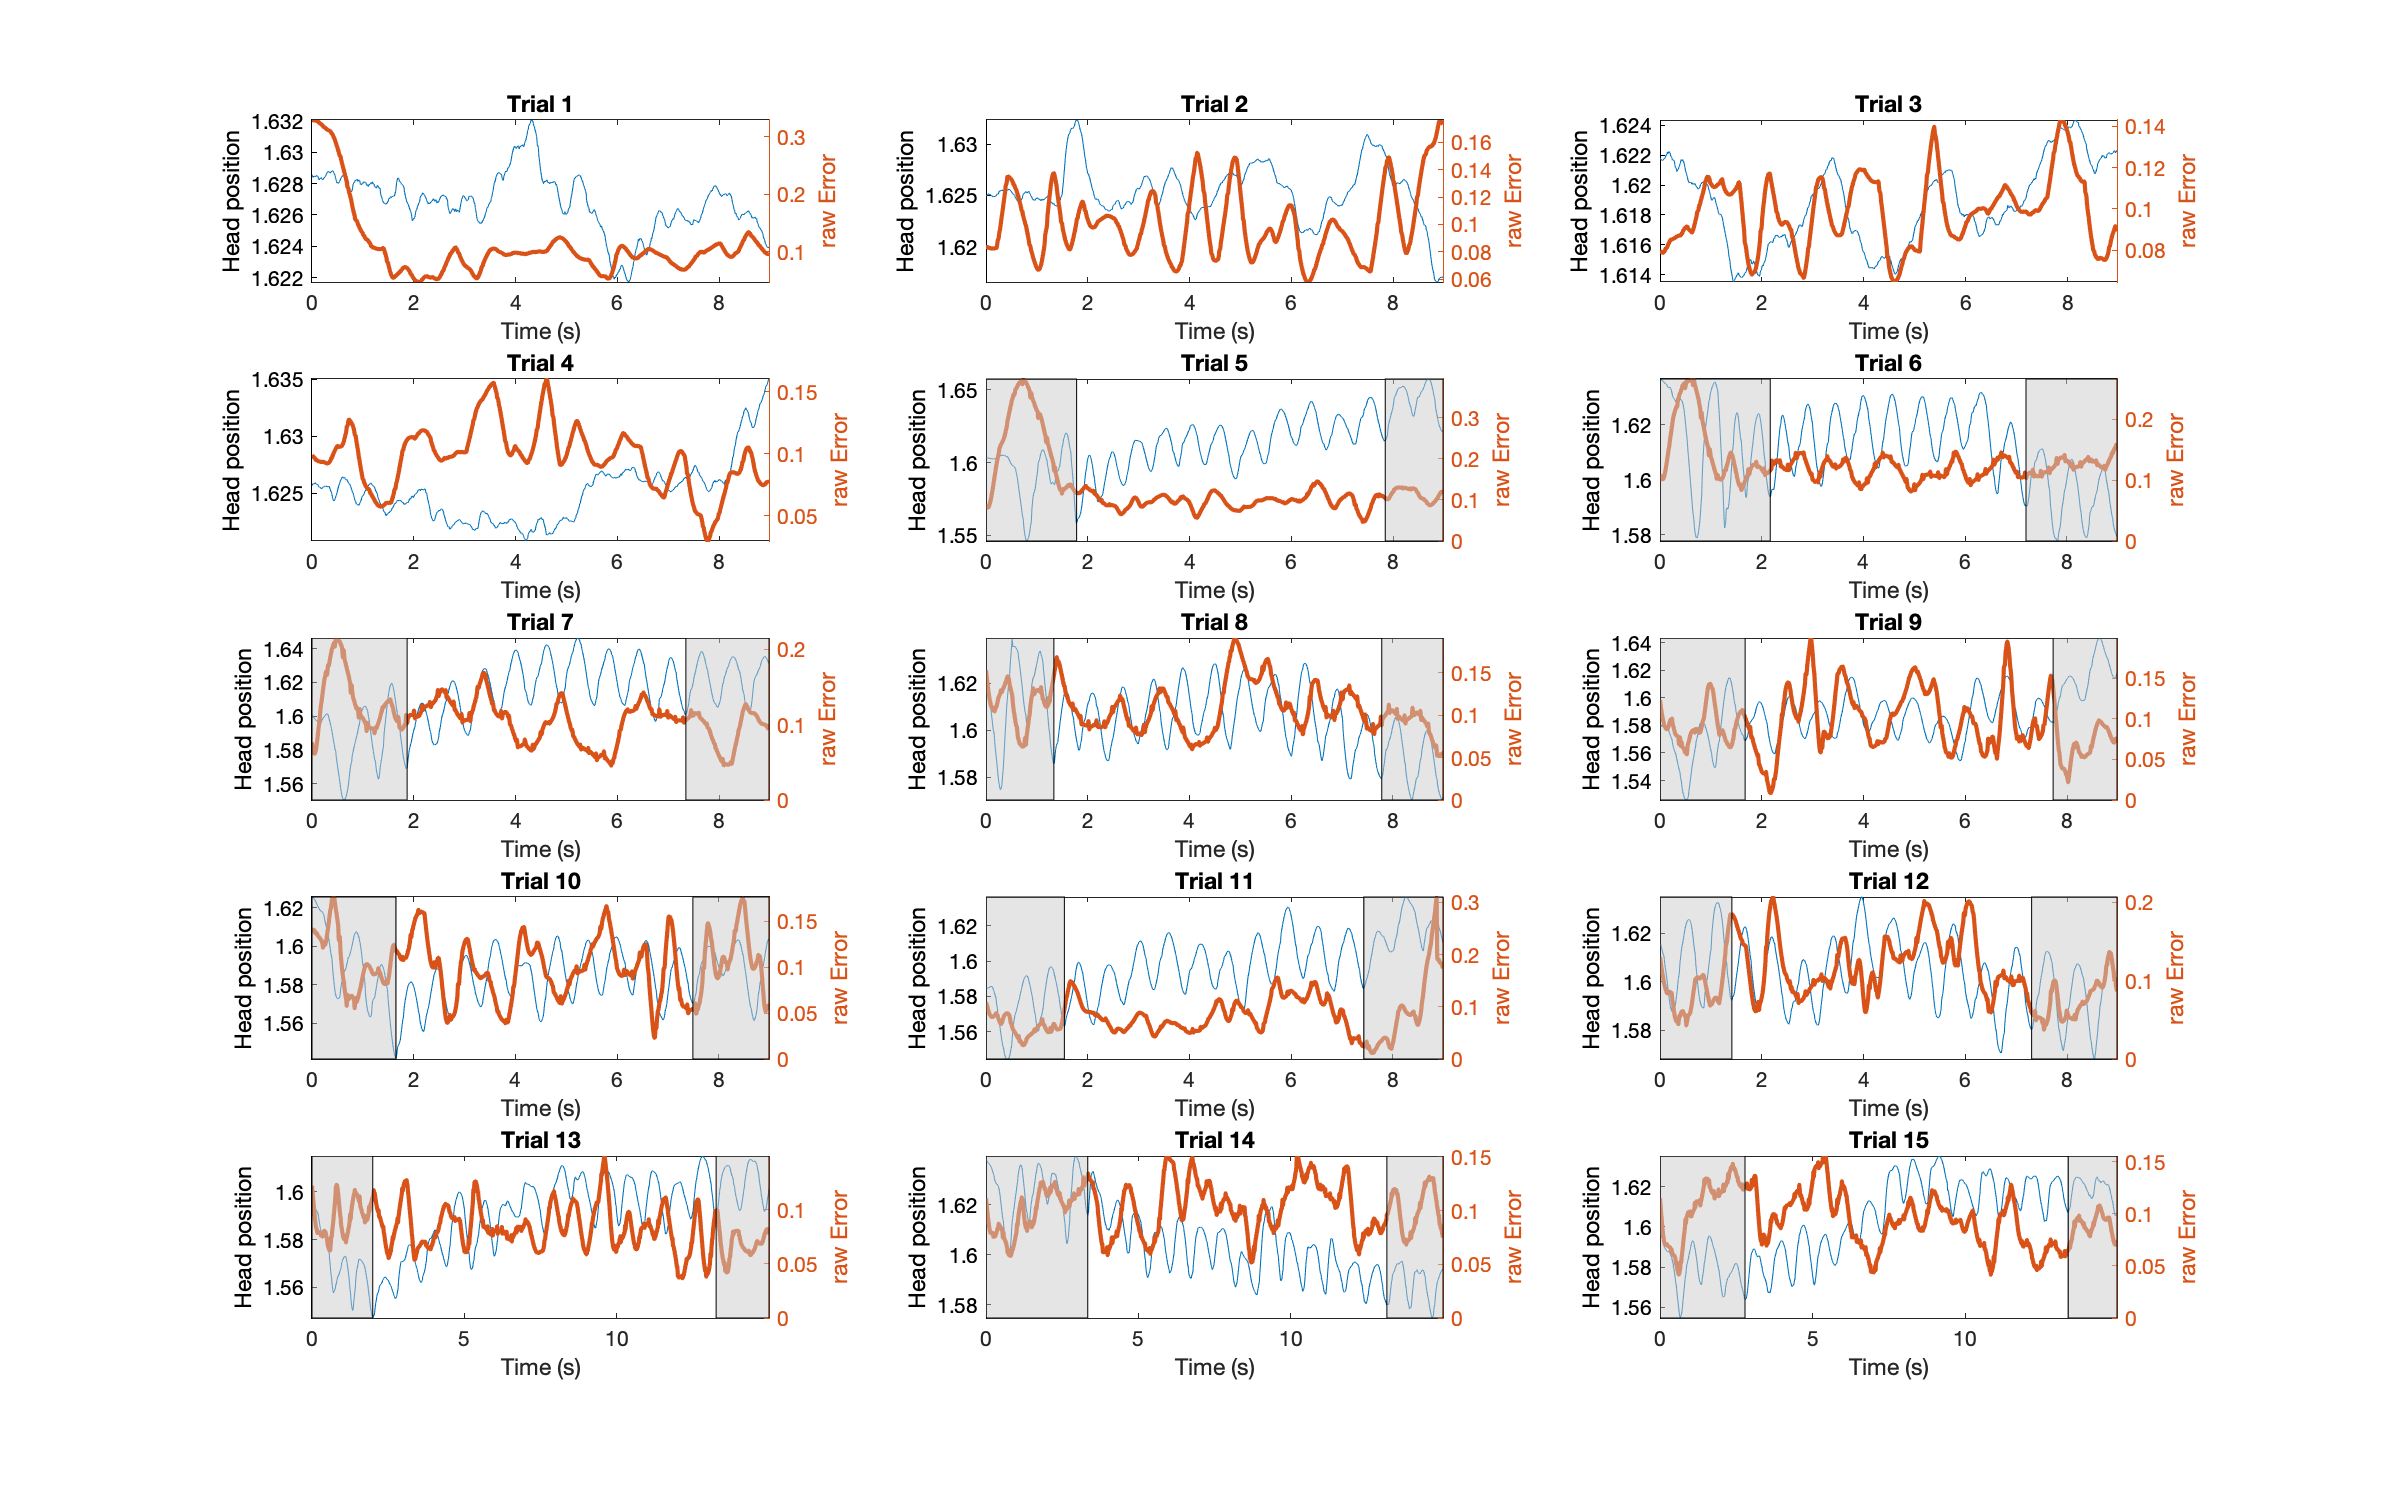 Trial 1
Trial 2
Trial 3
1.632
1.63
1.628
1.626
1.624
1.622
Head position
0.3
0.2
0.1
raw Error
0 2 4 6 8
Time (s)
1.63
1.625
1.62
Head position
0.16
0.14
0.12
0.1
0.08
0.06
raw Error
0 2 4 6 8
Time (s)
1.624
1.622
1.62
1.618
1.616
1.614
Head position
0.14
0.12
0.1
0.08
raw Error
0 2 4 6 8
Time (s)
Trial 4
Trial 5
Trial 6
1.635
1.63
1.625
Head position
0.15
0.1
0.05
raw Error
0 2 4 6 8
Time (s)
1.65
1.6
1.55
Head position
0.3
0.2
0.1
0
raw Error
0 2 4 6 8
Time (s)
1.62
1.6
1.58
Head position
0.2
0.1
0
raw Error
0 2 4 6 8
Time (s)
Trial 7
Trial 8
Trial 9
1.64
1.62
1.6
1.58
1.56
Head position
0.2
0.1
0
raw Error
0 2 4 6 8
Time (s)
1.62
1.6
1.58
Head position
0.15
0.1
0.05
0
raw Error
0 2 4 6 8
Time (s)
1.64
1.62
1.6
1.58
1.56
1.54
Head position
0.15
0.1
0.05
0
raw Error
0 2 4 6 8
Time (s)
Trial 10
Trial 11
Trial 12
1.62
1.6
1.58
1.56
Head position
0.15
0.1
0.05
0
raw Error
0 2 4 6 8
Time (s)
1.62
1.6
1.58
1.56
Head position
0.3
0.2
0.1
0
raw Error
0 2 4 6 8
Time (s)
1.62
1.6
1.58
Head position
0.2
0.1
0
raw Error
0 2 4 6 8
Time (s)
Trial 13
Trial 14
Trial 15
1.6
1.58
1.56
Head position
0.1
0.05
0
raw Error
0 5 10
Time (s)
1.62
1.6
1.58
Head position
0.15
0.1
0.05
0
raw Error
0 5 10
Time (s)
1.62
1.6
1.58
1.56
Head position
0.15
0.1
0.05
0
raw Error
0 5 10
Time (s)